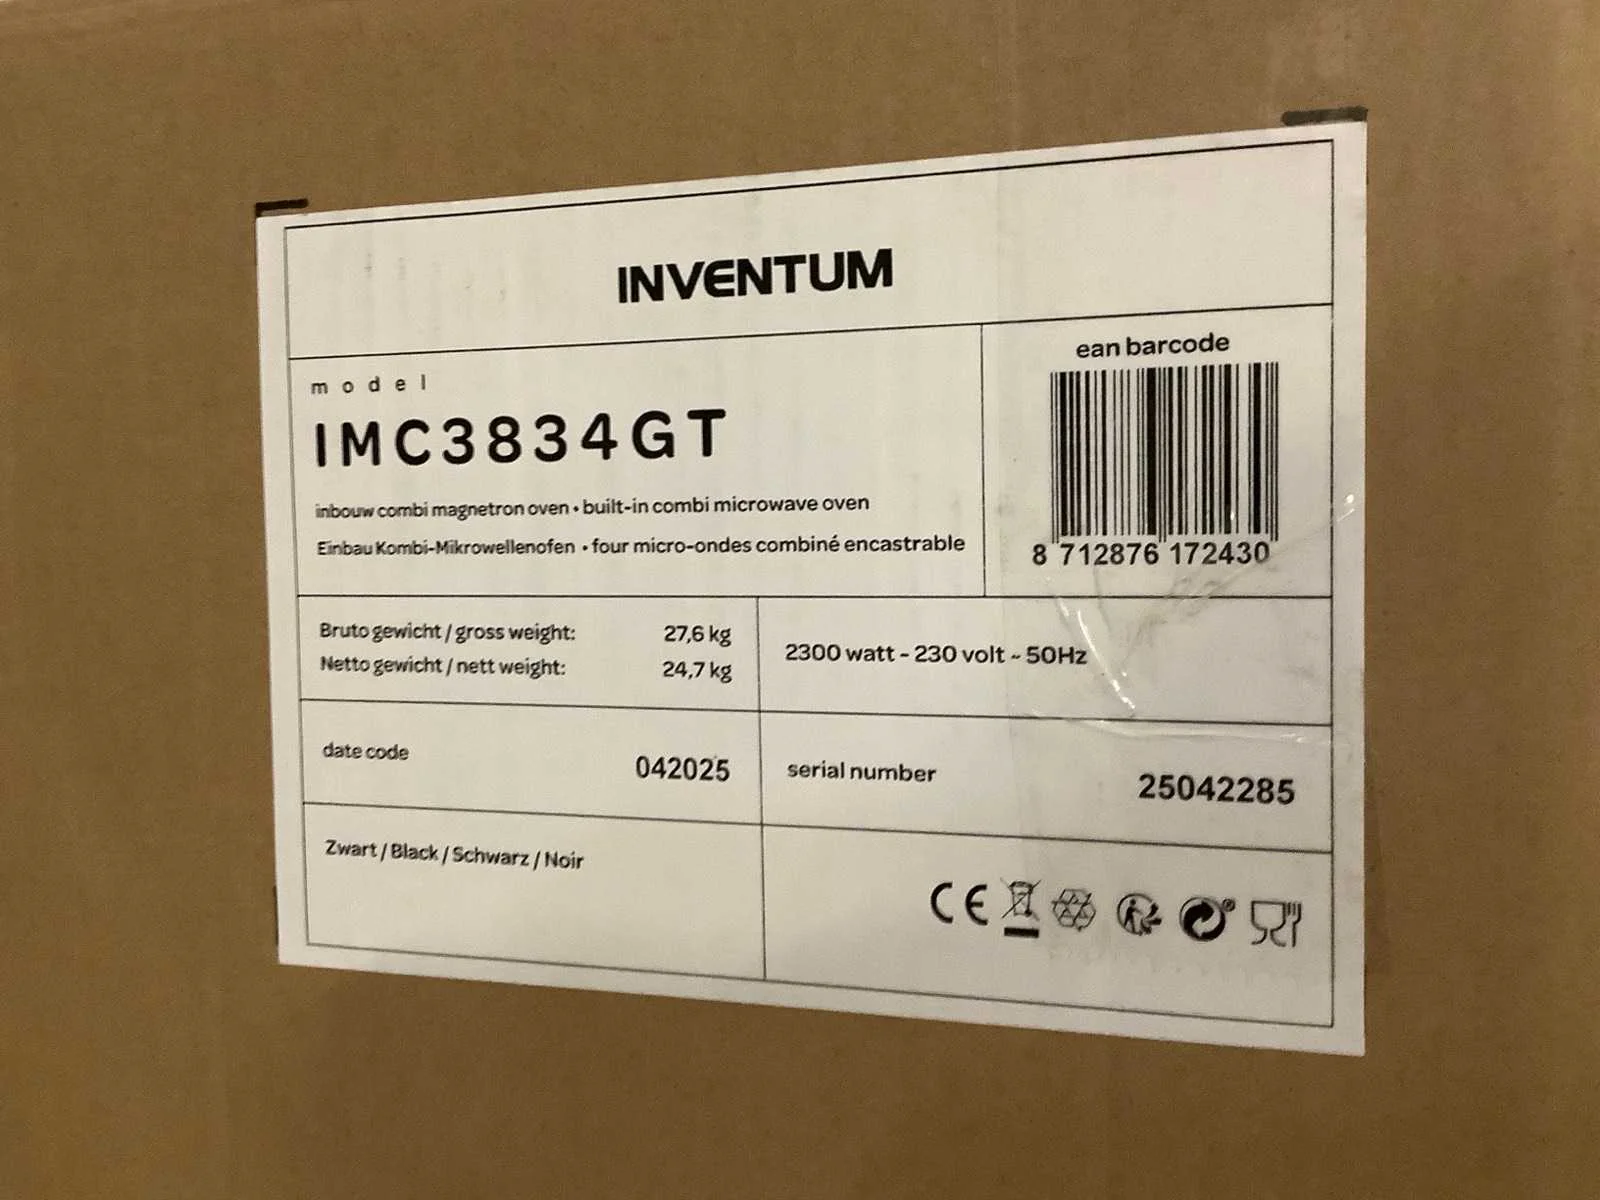 INVENTUM
model
IMC3834GT
inbouw combi magnetron oven • built-in combi microwave oven
Einbau Kombi-Mikrowellenofen • four micro-ondes combiné encastrable
ean barcode
8 712876 172430
Bruto gewicht / gross weight: 27,6 kg
Netto gewicht / nett weight: 24,7 kg
2300 watt - 230 volt ~ 50Hz
date code 042025
serial number 25042285
Zwart / Black / Schwarz / Noir
CE